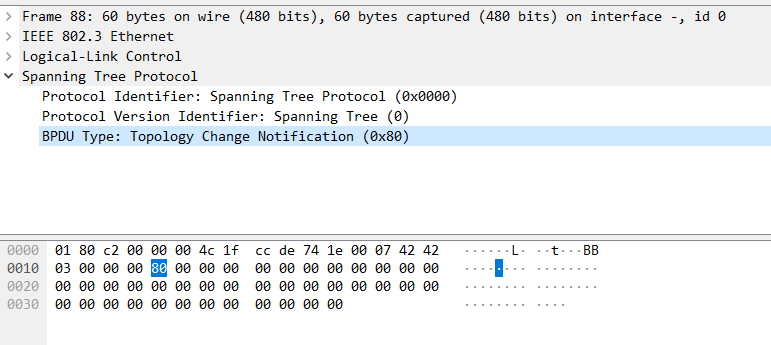 Frame 88: 60 bytes on wire (480 bits), 60 bytes captured (480 bits) on interface -, id 0
IEEE 802.3 Ethernet
Logical-Link Control
Spanning Tree Protocol
Protocol Identifier: Spanning Tree Protocol (0x0000)
Protocol Version Identifier: Spanning Tree (0)
BPDU Type: Topology Change Notification (0x80)
0000 01 80 c2 00 00 00 4c 1f cc de 74 1e 00 07 42 42 ······L· ··t···BB
0010 03 00 00 00 80 00 00 00 00 00 00 00 00 00 00 00 ········ ········
0020 00 00 00 00 00 00 00 00 00 00 00 00 00 00 00 00 ········ ········
0030 00 00 00 00 00 00 00 00 00 00 00 00 ········ ····